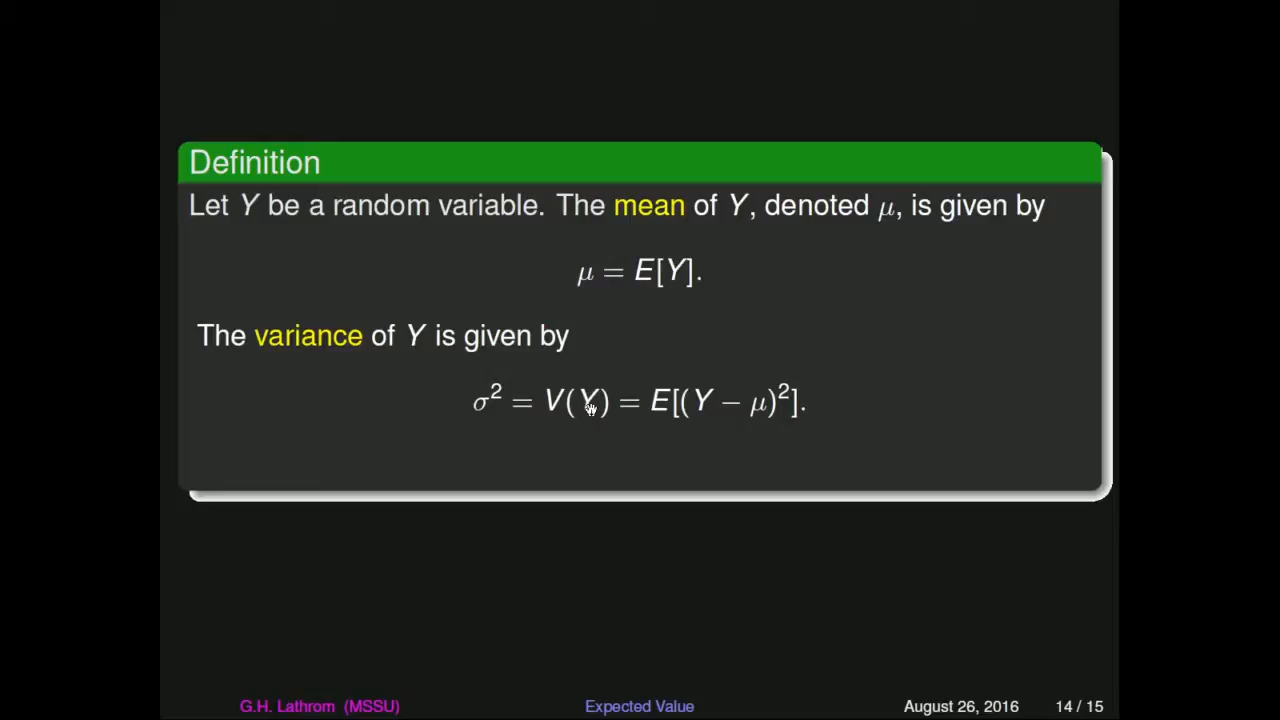 Definition
Let Y be a random variable. The mean of Y, denoted μ, is given by
μ = E[Y].
The variance of Y is given by
σ² = V(Y) = E[(Y − μ)²].
G.H. Lathrom (MSSU) Expected Value August 26, 2016 14 / 15